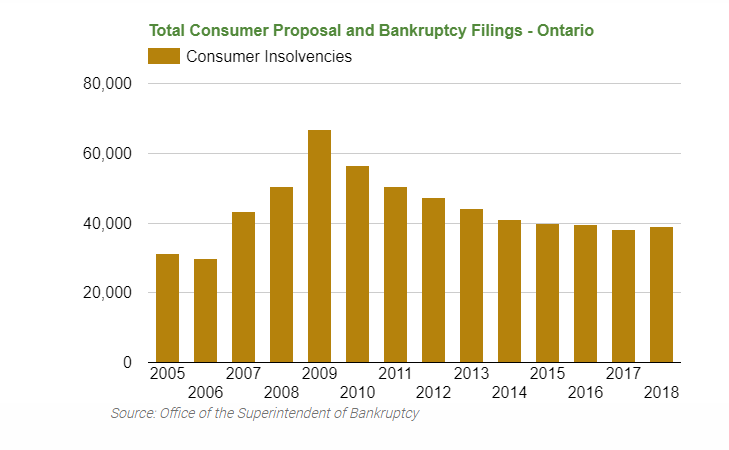 Total Consumer Proposal and Bankruptcy Filings - Ontario
Consumer Insolvencies
80,000
60,000
40,000
20,000
0
2005 2007 2009 2011 2013 2015 2017
2006 2008 2010 2012 2014 2016 2018
Source: Office of the Superintendent of Bankruptcy